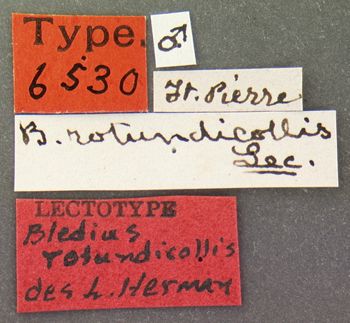 Type.
6530
♂
Ft. Pierre
B. rotundicollis
Lec.
LECTOTYPE
Bledius
rotundicollis
des L. Herman